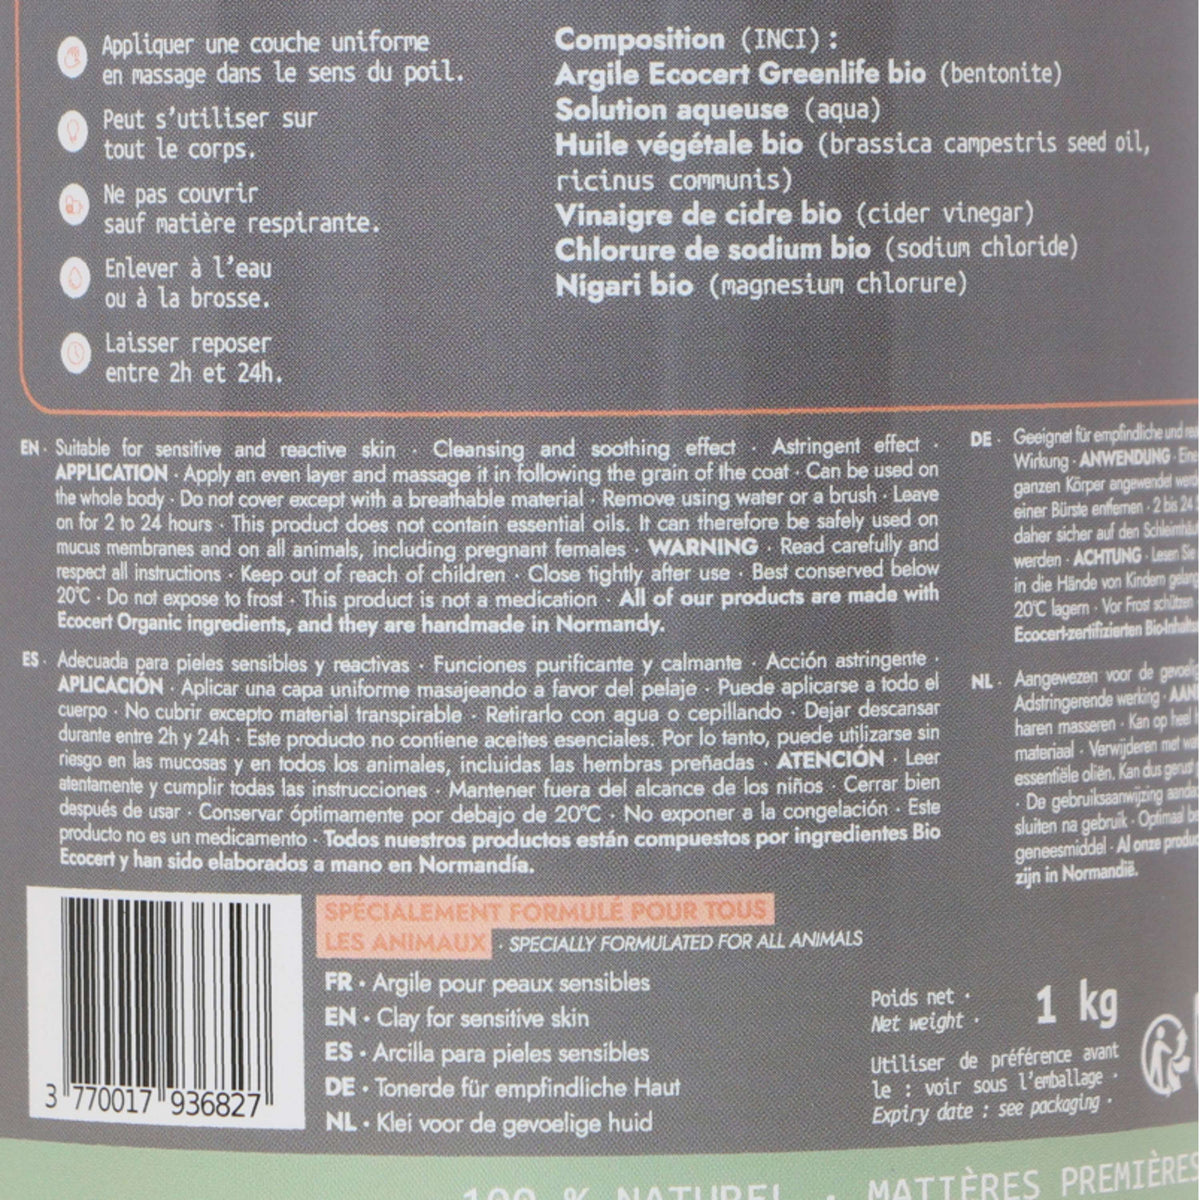 Appliquer une couche uniforme
en massage dans le sens du poil.
Peut s'utiliser sur
tout le corps.
Ne pas couvrir
sauf matière respirante.
Enlever à l'eau
ou à la brosse.
Laisser reposer
entre 2h et 24h.
Composition (INCI) :
Argile Ecocert Greenlife bio (bentonite)
Solution aqueuse (aqua)
Huile végétale bio (brassica campestris seed oil,
ricinus communis)
Vinaigre de cidre bio (cider vinegar)
Chlorure de sodium bio (sodium chloride)
Nigari bio (magnesium chlorure)
EN · Suitable for sensitive and reactive skin · Cleansing and soothing effect · Astringent effect ·
APPLICATION · Apply an even layer and massage it in following the grain of the coat · Can be used on
the whole body · Do not cover except with a breathable material · Remove using water or a brush · Leave
on for 2 to 24 hours · This product does not contain essential oils. It can therefore be safely used on
mucus membranes and on all animals, including pregnant females · WARNING · Read carefully and
respect all instructions · Keep out of reach of children · Close tightly after use · Best conserved below
20°C · Do not expose to frost · This product is not a medication · All of our products are made with
Ecocert Organic ingredients, and they are handmade in Normandy.
ES · Adecuada para pieles sensibles y reactivas · Funciones purificante y calmante · Acción astringente ·
APLICACIÓN · Aplicar una capa uniforme masajeando a favor del pelaje · Puede aplicarse a todo el
cuerpo · No cubrir excepto material transpirable · Retirarlo con agua o cepillando · Dejar descansar
durante entre 2h y 24h · Este producto no contiene aceites esenciales. Por lo tanto, puede utilizarse sin
riesgo en las mucosas y en todos los animales, incluidas las hembras preñadas · ATENCIÓN · Leer
atentamente y cumplir todas las instrucciones · Mantener fuera del alcance de los niños · Cerrar bien
después de usar · Conservar óptimamente por debajo de 20°C · No exponer a la congelación · Este
producto no es un medicamento · Todos nuestros productos están compuestos por ingredientes Bio
Ecocert y han sido elaborados a mano en Normandía.
DE · Geeignet für empfindliche und
Wirkung · ANWENDUNG ·
ganzen Körper angewendet
einer Bürste entfernen · 2 bis 24
daher sicher auf den
werden · ACHTUNG · Lesen Sie
in die Hände von Kindern
20°C lagern · Vor Frost schützen
Ecocert-zertifizierten
NL · Aangewezen voor de
Adstringerende werking ·
haren masseren · Kan op heel
materiaal · Verwijderen met
essentiële oliën. Kan dus
· De gebruiksaanwijzing
sluiten na gebruik · Optimaal
geneesmiddel · Al onze
zijn in Normandië.
3 770017 936827
SPÉCIALEMENT FORMULÉ POUR TOUS
LES ANIMAUX · SPECIALLY FORMULATED FOR ALL ANIMALS
FR · Argile pour peaux sensibles
EN · Clay for sensitive skin
ES · Arcilla para pieles sensibles
DE · Tonerde für empfindliche Haut
NL · Klei voor de gevoelige huid
Poids net ·
Net weight ·
1 kg
Utiliser de préférence avant
le : voir sous l'emballage ·
Expiry date : see packaging ·
100 % NATUREL · MATTÈRES PREMIÈRES